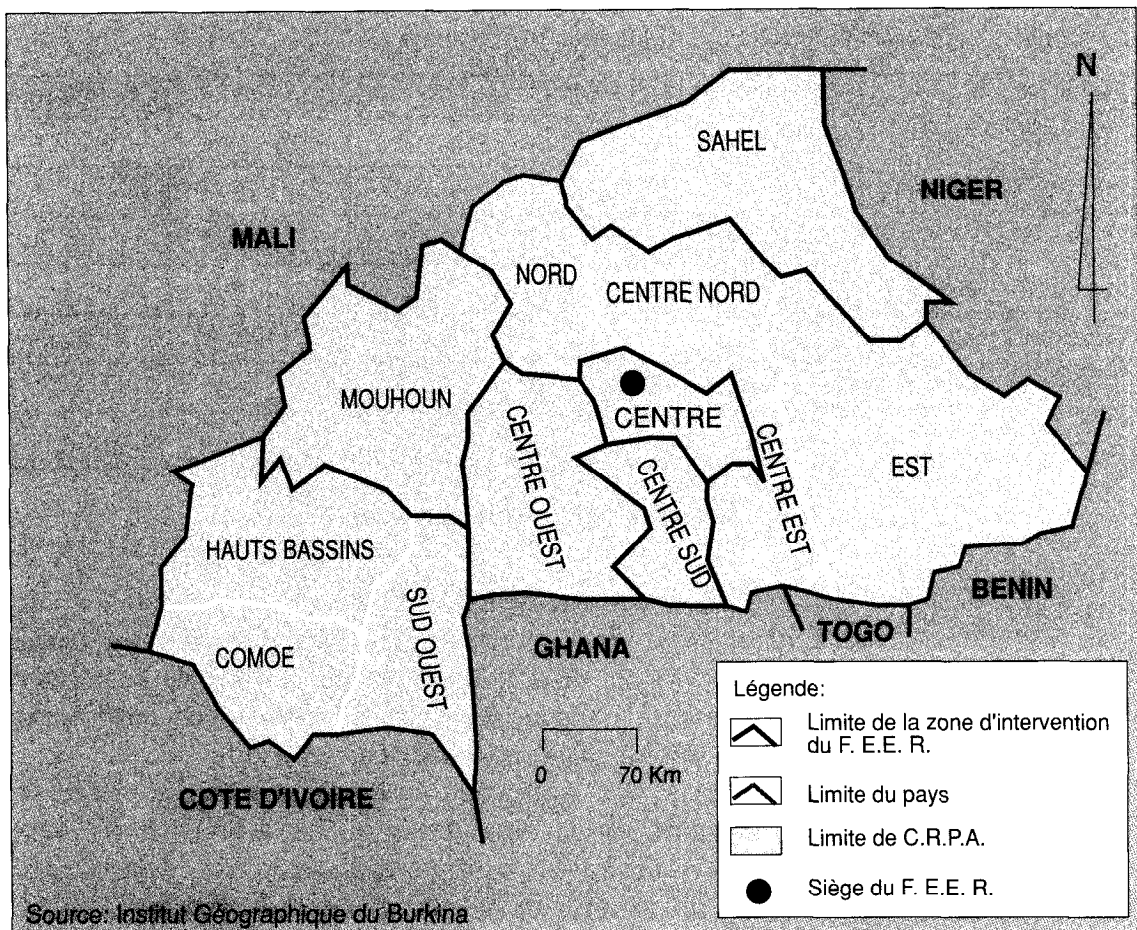 N
SAHEL
NIGER
MALI
NORD
CENTRE NORD
MOUHOUN
CENTRE
CENTRE OUEST
CENTRE SUD
CENTRE EST
EST
HAUTS BASSINS
SUD OUEST
COMOE
GHANA
TOGO
BENIN
COTE D'IVOIRE
0 70 Km
Légende:
Limite de la zone d'intervention
du F. E.E. R.
Limite du pays
Limite de C.R.P.A.
Siège du F. E.E. R.
Source: Institut Géographique du Burkina